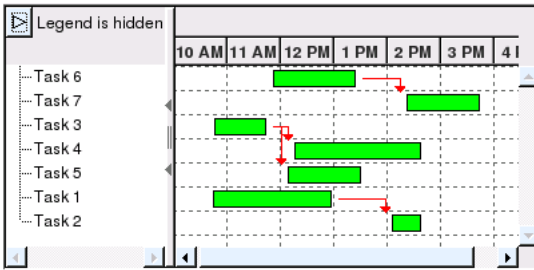 Legend is hidden
10 AM 11 AM 12 PM 1 PM 2 PM 3 PM 4
Task 6
Task 7
Task 3
Task 4
Task 5
Task 1
Task 2